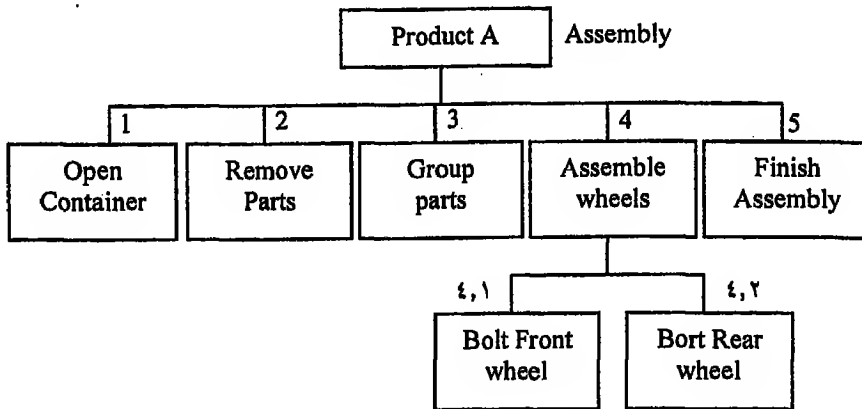 Product A
Assembly
1
2
3
4
5
Open
Container
Remove
Parts
Group
parts
Assemble
wheels
Finish
Assembly
٤,١
٤,٢
Bolt Front
wheel
Bort Rear
wheel